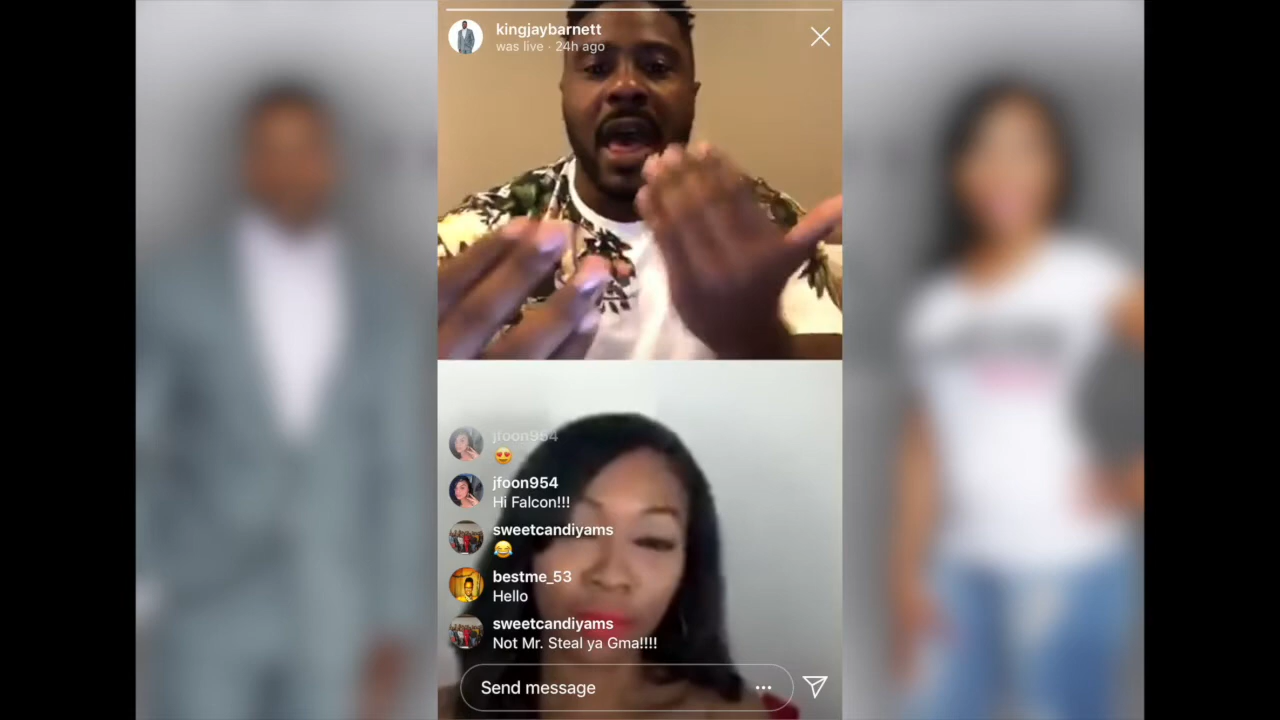 kingjaybarnett
was live · 24h ago
jfoon954
😍
jfoon954
Hi Falcon!!!
sweetcandiyams
😂
bestme_53
Hello
sweetcandiyams
Not Mr. Steal ya Gma!!!!
Send message